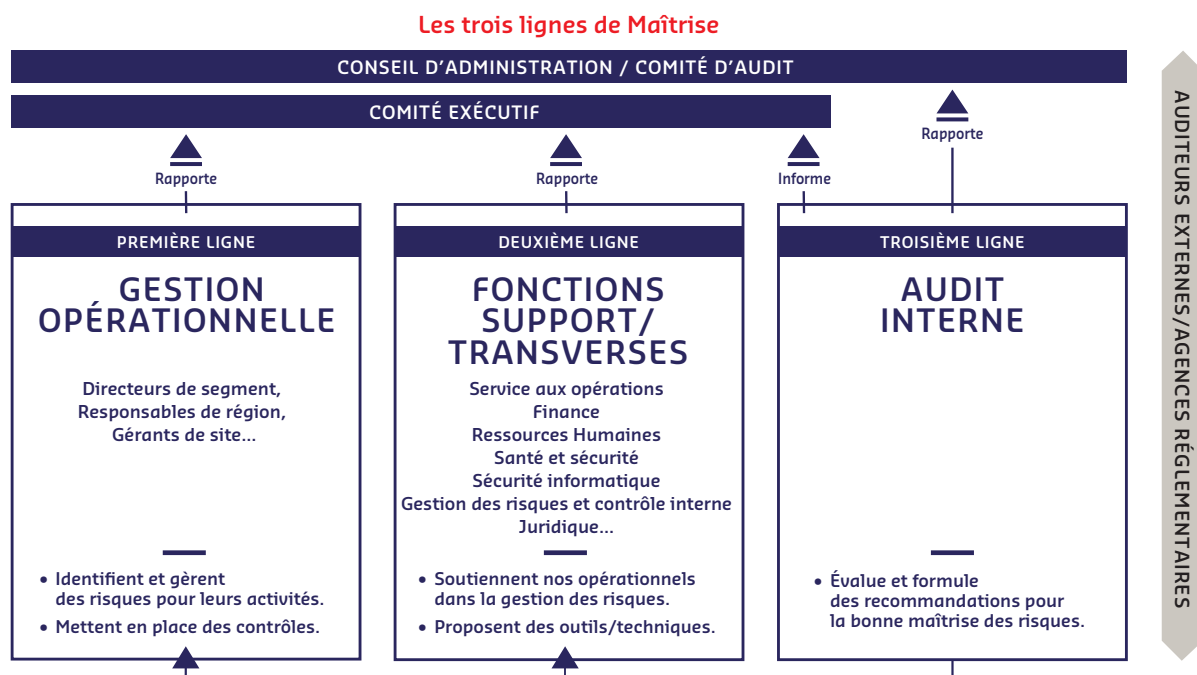 Les trois lignes de Maîtrise
CONSEIL D'ADMINISTRATION / COMITÉ D'AUDIT
COMITÉ EXÉCUTIF
Rapporte
Rapporte
Informe
Rapporte
PREMIÈRE LIGNE
GESTION
OPÉRATIONNELLE
Directeurs de segment,
Responsables de région,
Gérants de site...
• Identifient et gèrent
des risques pour leurs activités.
• Mettent en place des contrôles.
DEUXIÈME LIGNE
FONCTIONS
SUPPORT/
TRANSVERSES
Service aux opérations
Finance
Ressources Humaines
Santé et sécurité
Sécurité informatique
Gestion des risques et contrôle interne
Juridique...
• Soutiennent nos opérationnels
dans la gestion des risques.
• Proposent des outils/techniques.
TROISIÈME LIGNE
AUDIT
INTERNE
• Évalue et formule
des recommandations pour
la bonne maîtrise des risques.
AUDITEURS EXTERNES/AGENCES RÉGLEMENTAIRES